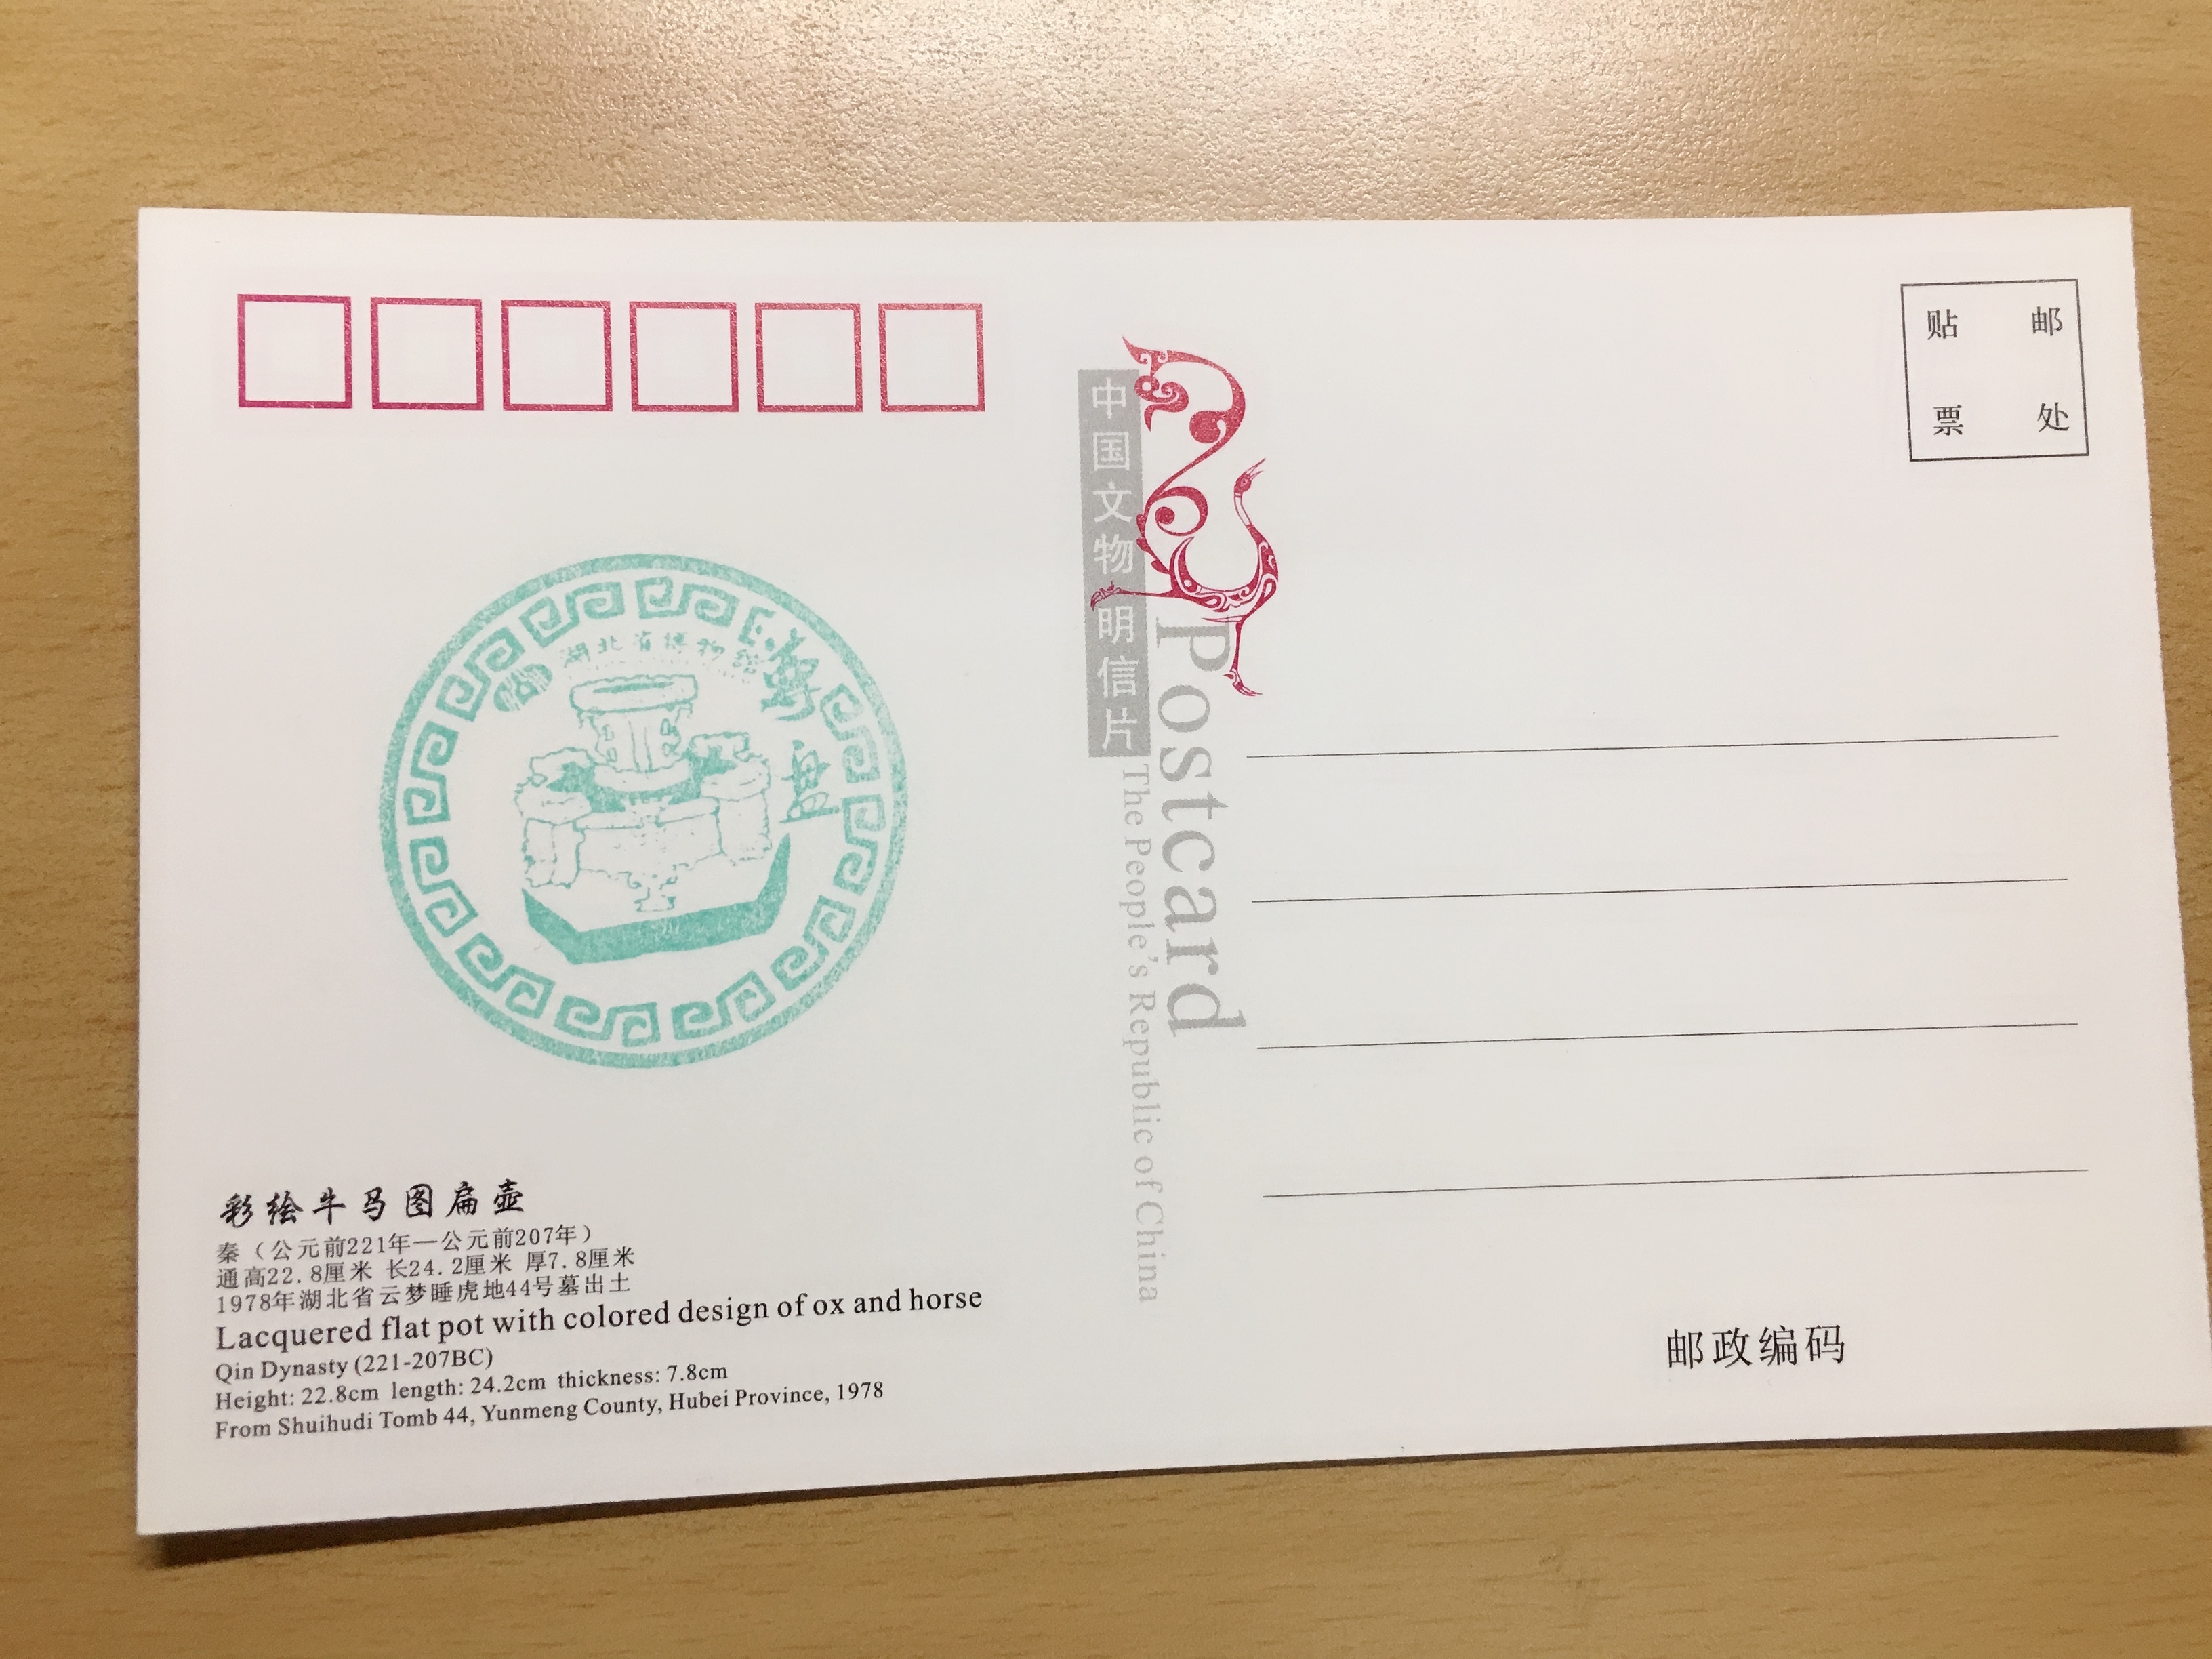 贴 邮
票 处
中国文物明信片
Postcard
The People's Republic of China
湖北省博物馆
尊
盘
彩绘牛马图扁壶
秦（公元前221年—公元前207年）
通高22.8厘米 长24.2厘米 厚7.8厘米
1978年湖北省云梦睡虎地44号墓出土
Lacquered flat pot with colored design of ox and horse
Qin Dynasty (221-207BC)
Height: 22.8cm length: 24.2cm thickness: 7.8cm
From Shuihudi Tomb 44, Yunmeng County, Hubei Province, 1978
邮政编码